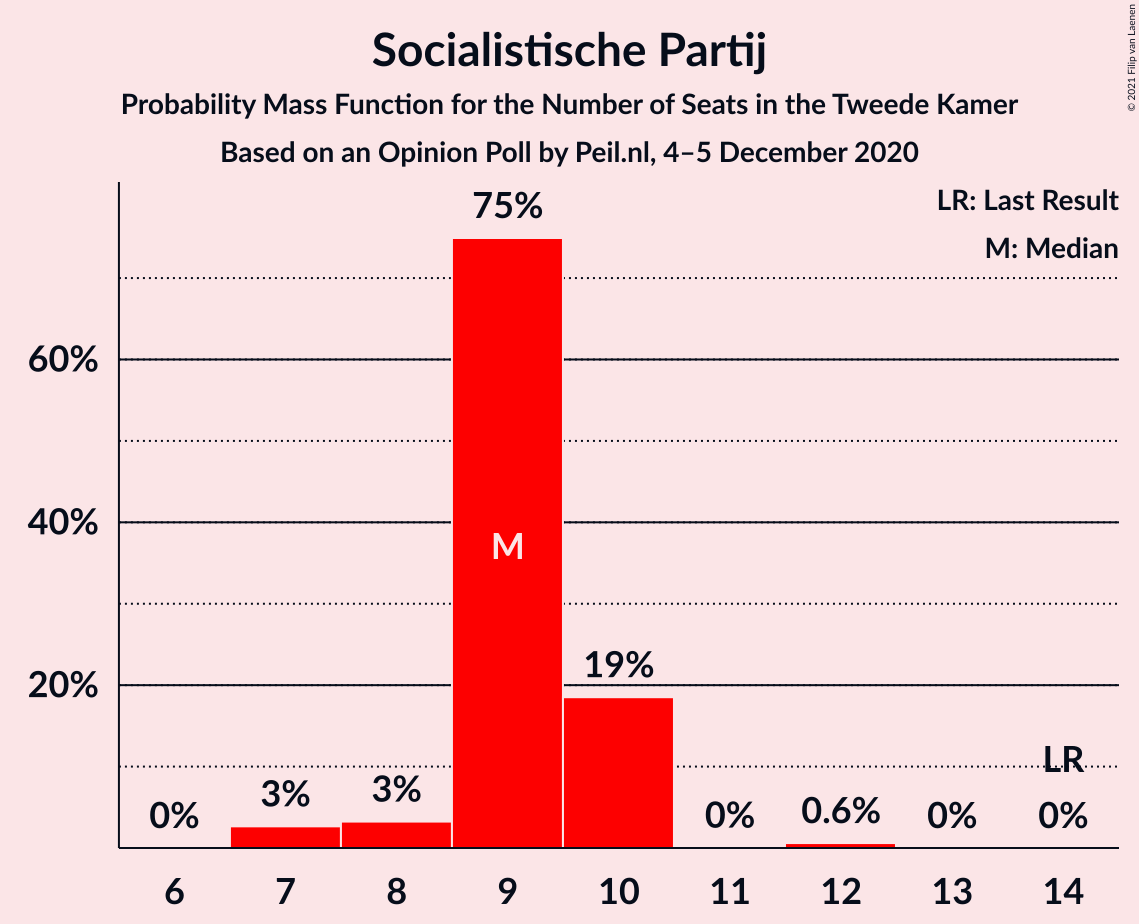 Socialistische Partij
Probability Mass Function for the Number of Seats in the Tweede Kamer
Based on an Opinion Poll by Peil.nl, 4–5 December 2020
© 2021 Filip van Laenen
LR: Last Result
M: Median
60%
40%
20%
0%
3%
3%
75%
M
19%
0%
0.6%
0%
LR
0%
6 7 8 9 10 11 12 13 14